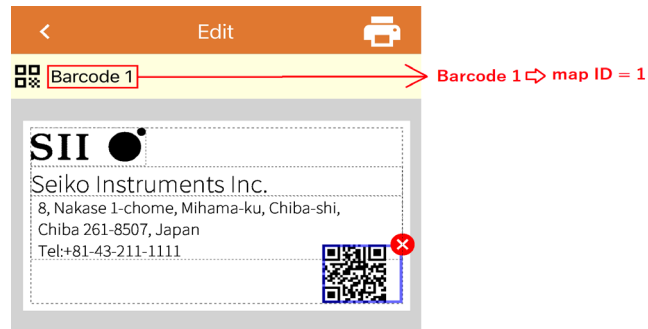 Edit
Barcode 1
Barcode 1 ⇨ map ID = 1
SII
Seiko Instruments Inc.
8, Nakase 1-chome, Mihama-ku, Chiba-shi,
Chiba 261-8507, Japan
Tel:+81-43-211-1111